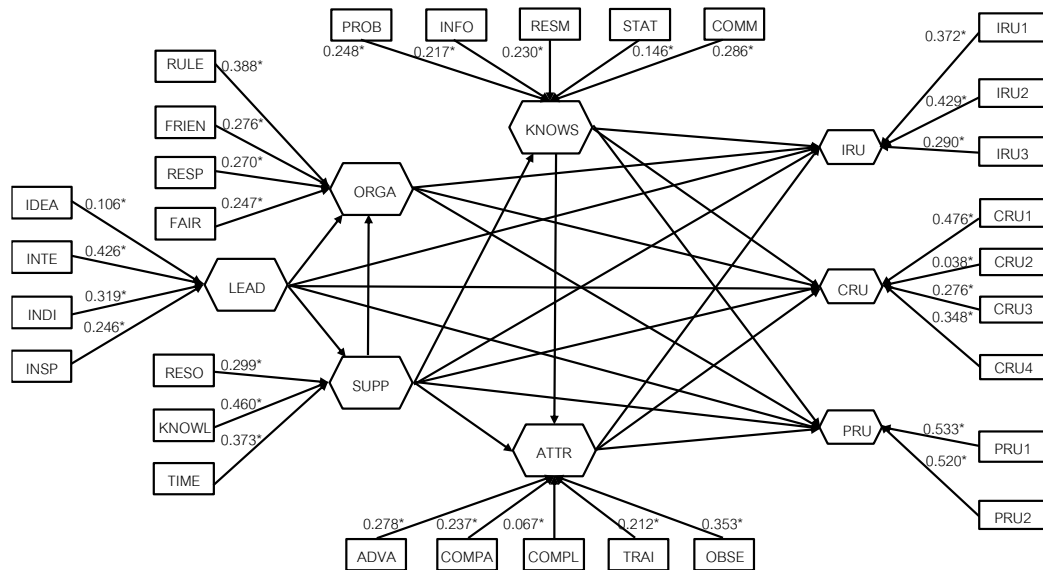 PROB INFO RESM STAT COMM
0.248* 0.217* 0.230* 0.146* 0.286*
RULE
0.388*
FRIEN
0.276*
RESP
0.270*
FAIR
0.247*
IDEA
0.106*
INTE
0.426*
INDI
0.319*
INSP
0.246*
RESO
0.299*
KNOWL
0.460*
TIME
0.373*
KNOWS
ORGA
LEAD
SUPP
ATTR
IRU
CRU
PRU
IRU1
0.372*
IRU2
0.429*
IRU3
0.290*
CRU1
0.476*
CRU2
0.038*
CRU3
0.276*
CRU4
0.348*
PRU1
0.533*
PRU2
0.520*
0.278* 0.237* 0.067* 0.212* 0.353*
ADVA COMPA COMPL TRAI OBSE